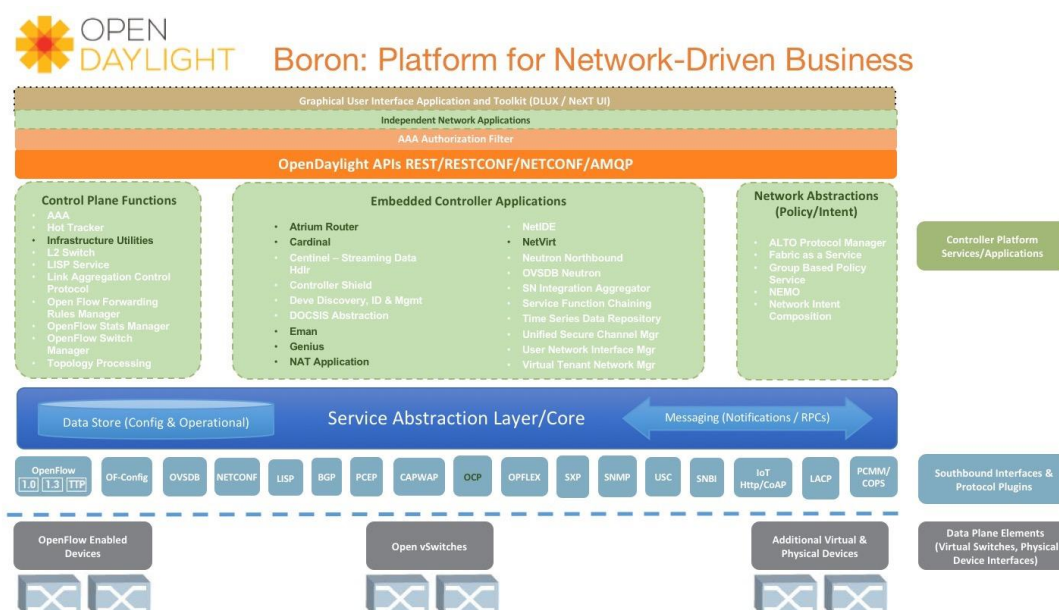 OPEN
DAYLIGHT
Boron: Platform for Network-Driven Business
Graphical User Interface Application and Toolkit (DLUX / NeXT UI)
Independent Network Applications
AAA Authorization Filter
OpenDaylight APIs REST/RESTCONF/NETCONF/AMQP
Control Plane Functions
• AAA
• Hot Tracker
• Infrastructure Utilities
• L2 Switch
• LISP Service
• Link Aggregation Control
Protocol
• Open Flow Forwarding
Rules Manager
• OpenFlow Stats Manager
• OpenFlow Switch
Manager
• Topology Processing
Embedded Controller Applications
• Atrium Router
• Cardinal
• Centinel – Streaming Data
Hdlr
• Controller Shield
• Deve Discovery, ID & Mgmt
• DOCSIS Abstraction
• Eman
• Genius
• NAT Application
• NetIDE
• NetVirt
• Neutron Northbound
• OVSDB Neutron
• SN Integration Aggregator
• Service Function Chaining
• Time Series Data Repository
• Unified Secure Channel Mgr
• User Network Interface Mgr
• Virtual Tenant Network Mgr
Network Abstractions
(Policy/Intent)
• ALTO Protocol Manager
• Fabric as a Service
• Group Based Policy
Service
• NEMO
• Network Intent
Composition
Controller Platform
Services/Applications
Data Store (Config & Operational)
Service Abstraction Layer/Core
Messaging (Notifications / RPCs)
OpenFlow
1.0 1.3 TTP
OF-Config
OVSDB
NETCONF
LISP
BGP
PCEP
CAPWAP
OCP
OPFLEX
SXP
SNMP
USC
SNBI
IoT
Http/CoAP
LACP
PCMM/
COPS
Southbound Interfaces &
Protocol Plugins
OpenFlow Enabled
Devices
Open vSwitches
Additional Virtual &
Physical Devices
Data Plane Elements
(Virtual Switches, Physical
Device Interfaces)